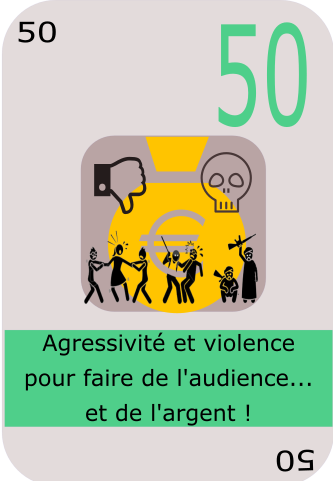 50
50
€
Agressivité et violence
pour faire de l'audience...
et de l'argent !
50